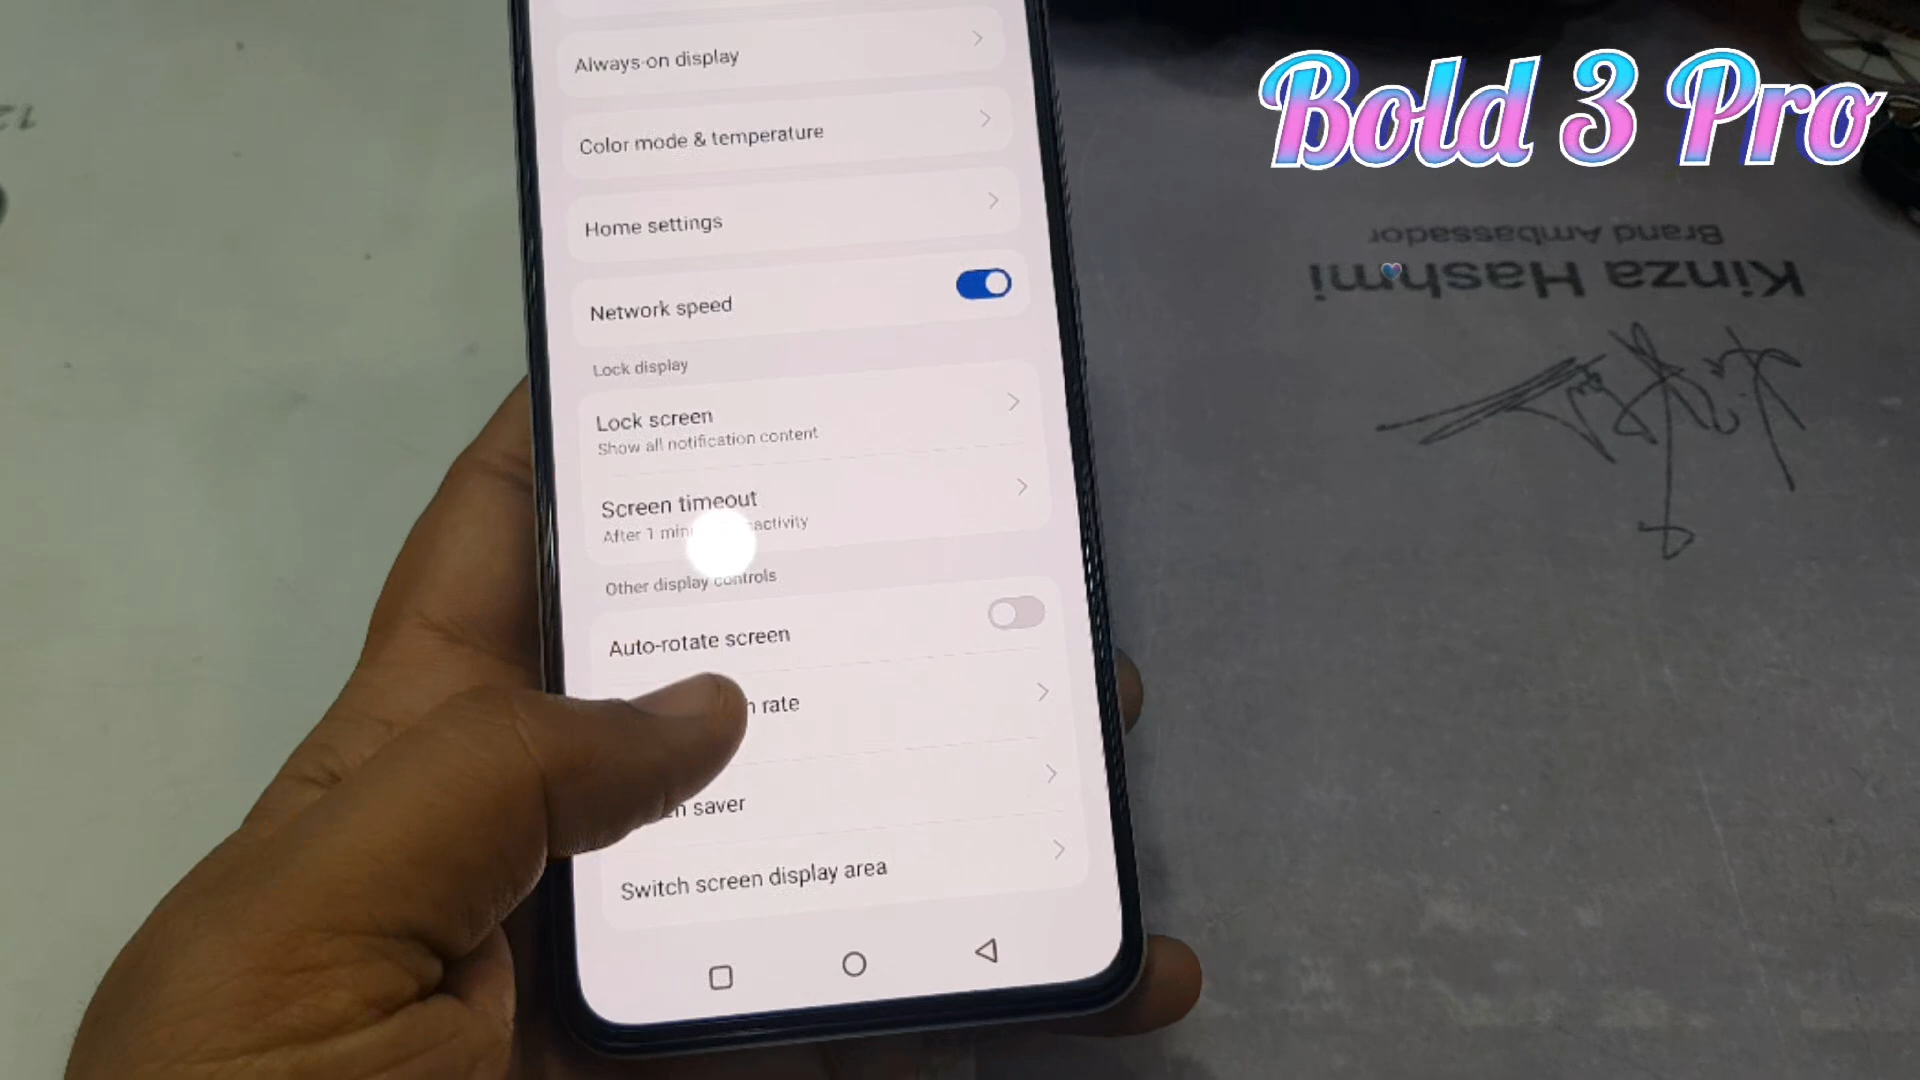 Bold 3 Pro
Always-on display
Color mode & temperature
Home settings
Network speed
Lock display
Lock screen
Show all notification content
Screen timeout
After 1
Other display controls
Auto-rotate screen
rate
saver
Switch screen display area
Kinza Hashmi
Brand Ambassador